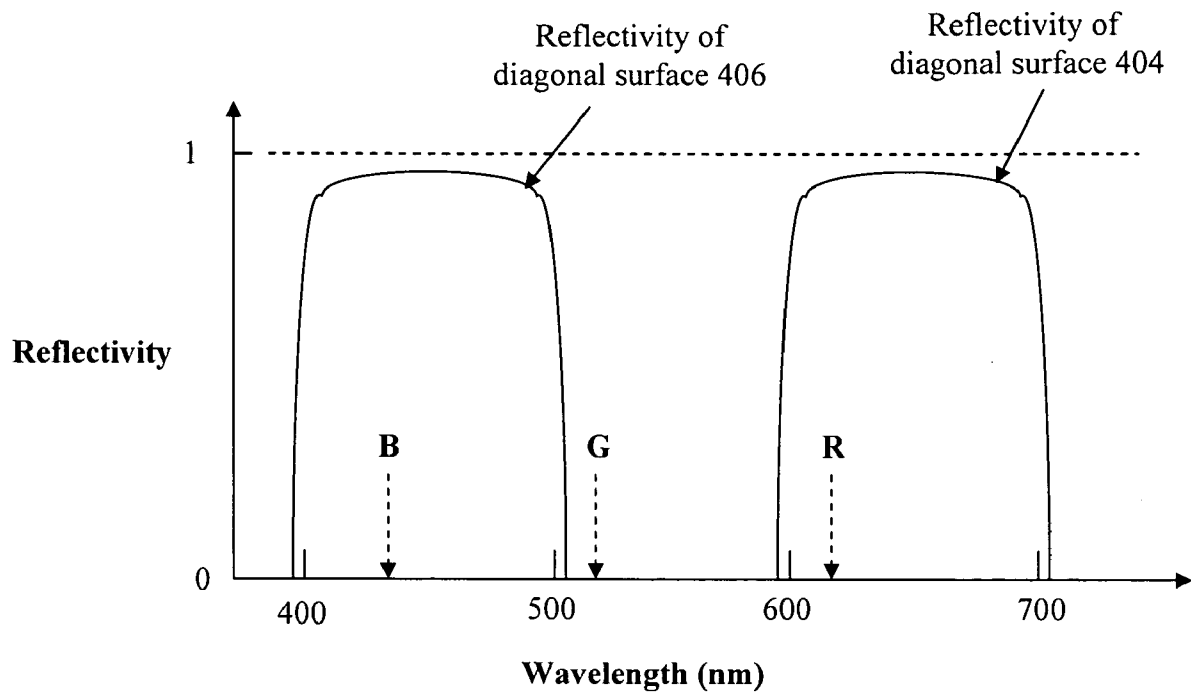 Reflectivity of
diagonal surface 406
Reflectivity of
diagonal surface 404
1
Reflectivity
B
G
R
0
400
500
600
700
Wavelength (nm)